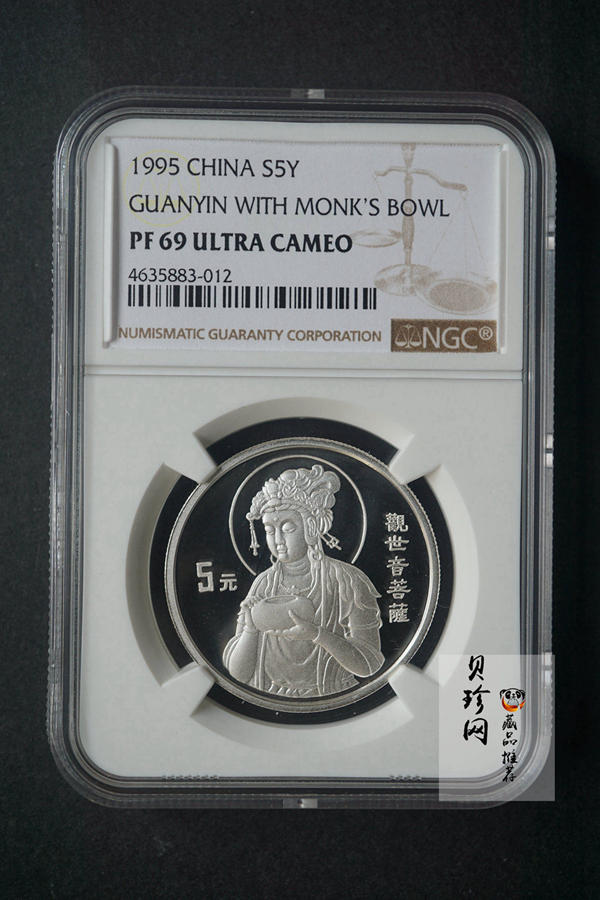 1995 CHINA S5Y
GUANYIN WITH MONK'S BOWL
PF 69 ULTRA CAMEO
4635883-012
NUMISMATIC GUARANTY CORPORATION
NGC®
觀世音菩薩
5元
贝珍网
藏品推荐